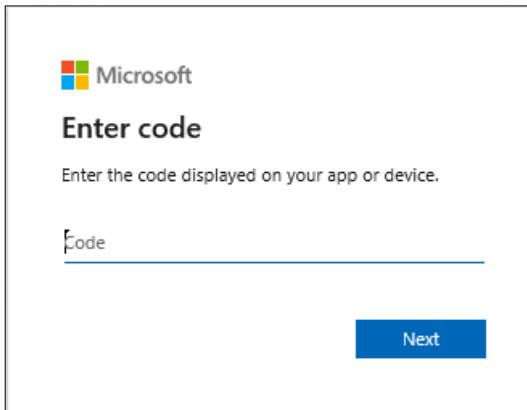 Microsoft
Enter code
Enter the code displayed on your app or device.
Code
Next